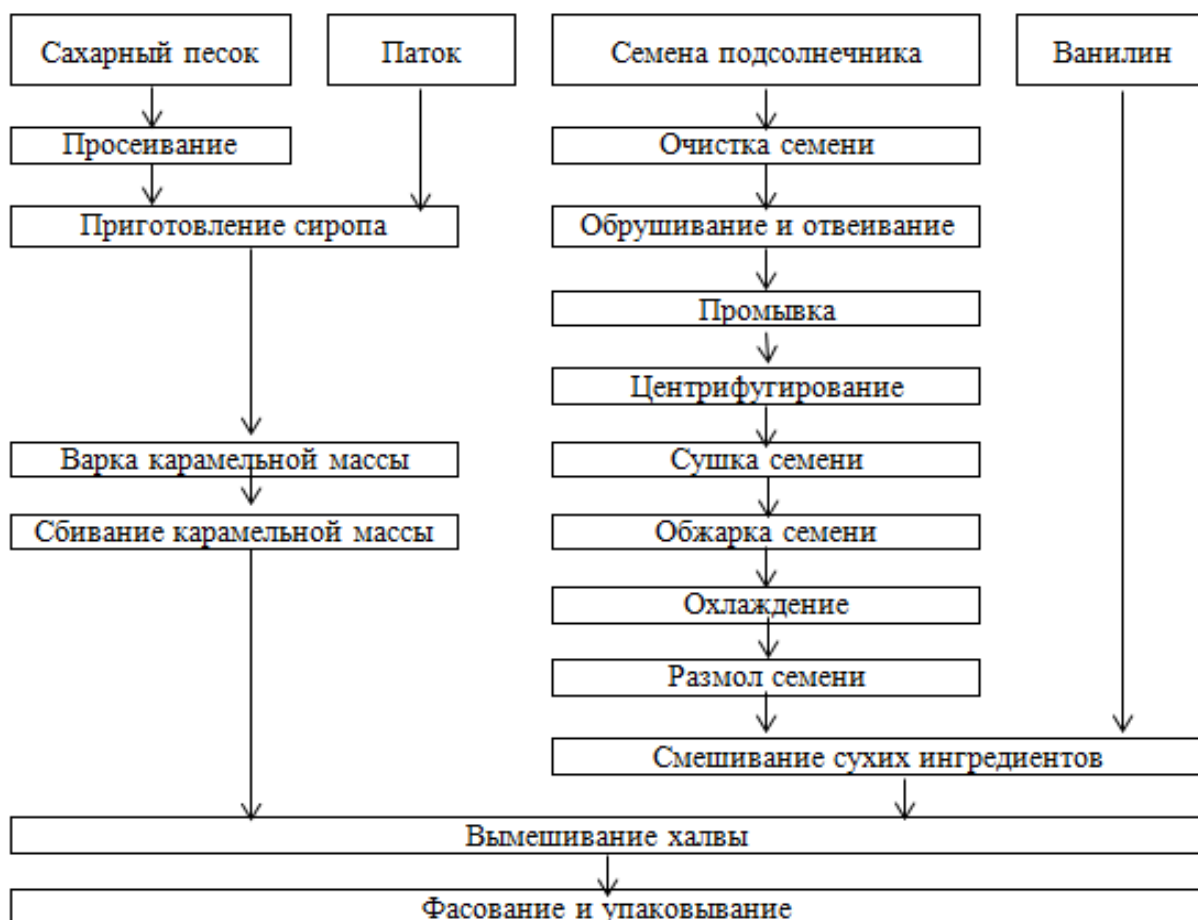 Сахарный песок
Паток
Семена подсолнечника
Ванилин
Просеивание
Очистка семени
Приготовление сиропа
Обрушивание и отвеивание
Промывка
Центрифугирование
Варка карамельной массы
Сушка семени
Сбивание карамельной массы
Обжарка семени
Охлаждение
Размол семени
Смешивание сухих ингредиентов
Вымешивание халвы
Фасование и упаковывание